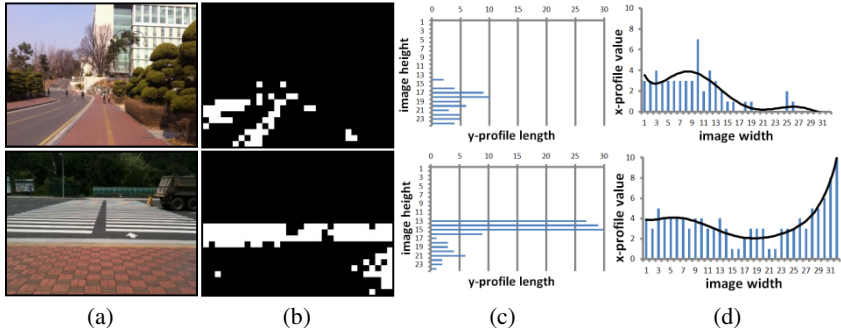 0 5 10 15 20 25 30
1
3
5
7
9
11
13
15
17
19
21
23
image height
y-profile length
10
8
6
4
2
0
x-profile value
1 3 5 7 9 11 13 15 17 19 21 23 25 27 29 31
image width
0 5 10 15 20 25 30
1
3
5
7
9
11
13
15
17
19
21
23
image height
y-profile length
10
8
6
4
2
0
x-profile value
1 3 5 7 9 11 13 15 17 19 21 23 25 27 29 31
image width
(a) (b) (c) (d)